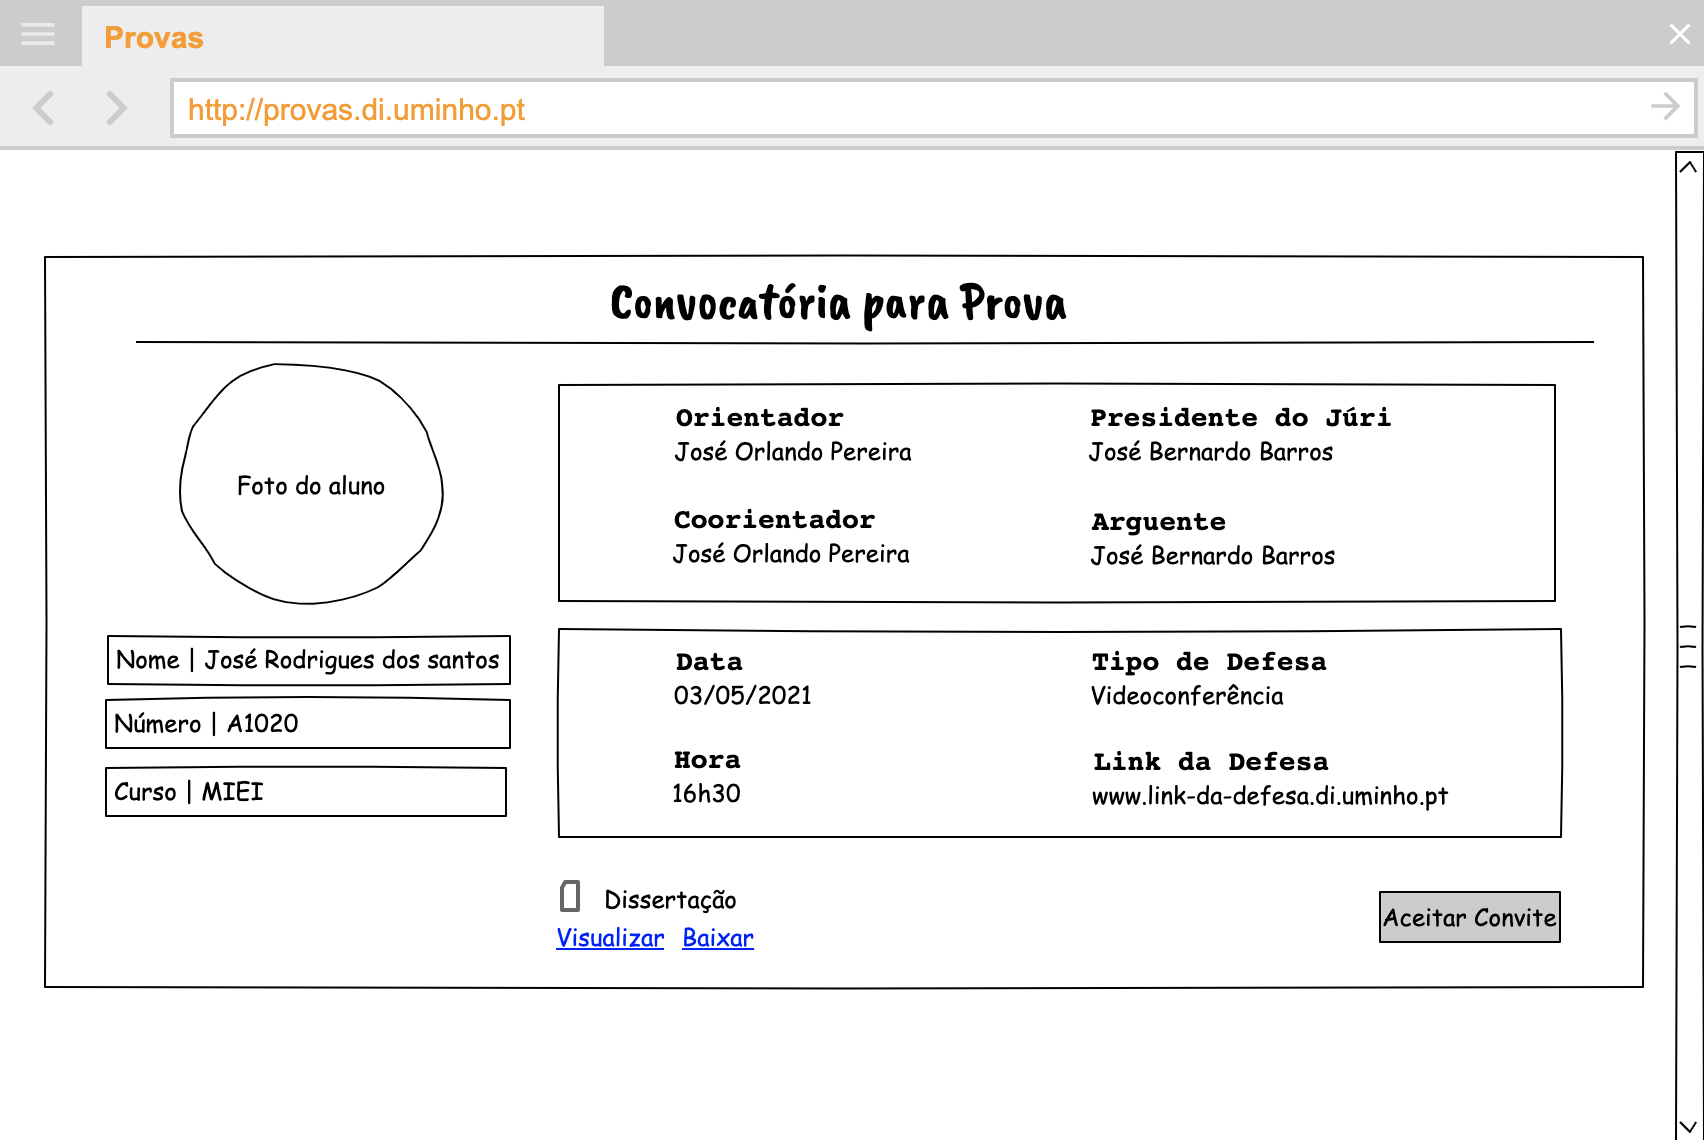 Provas
http://provas.di.uminho.pt
Convocatória para Prova
Foto do aluno
Nome | José Rodrigues dos santos
Número | A1020
Curso | MIEI
Orientador
José Orlando Pereira
Presidente do Júri
José Bernardo Barros
Coorientador
José Orlando Pereira
Arguente
José Bernardo Barros
Data
03/05/2021
Tipo de Defesa
Videoconferência
Hora
16h30
Link da Defesa
www.link-da-defesa.di.uminho.pt
Dissertação
Visualizar Baixar
Aceitar Convite